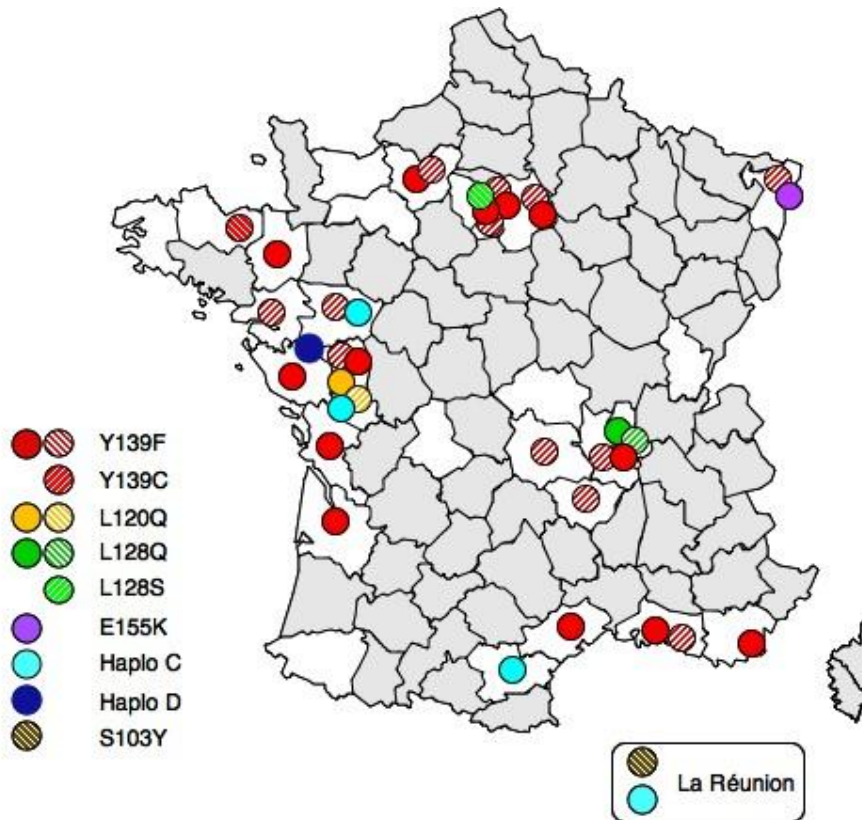 Y139F
Y139C
L120Q
L128Q
L128S
E155K
Haplo C
Haplo D
S103Y
La Réunion